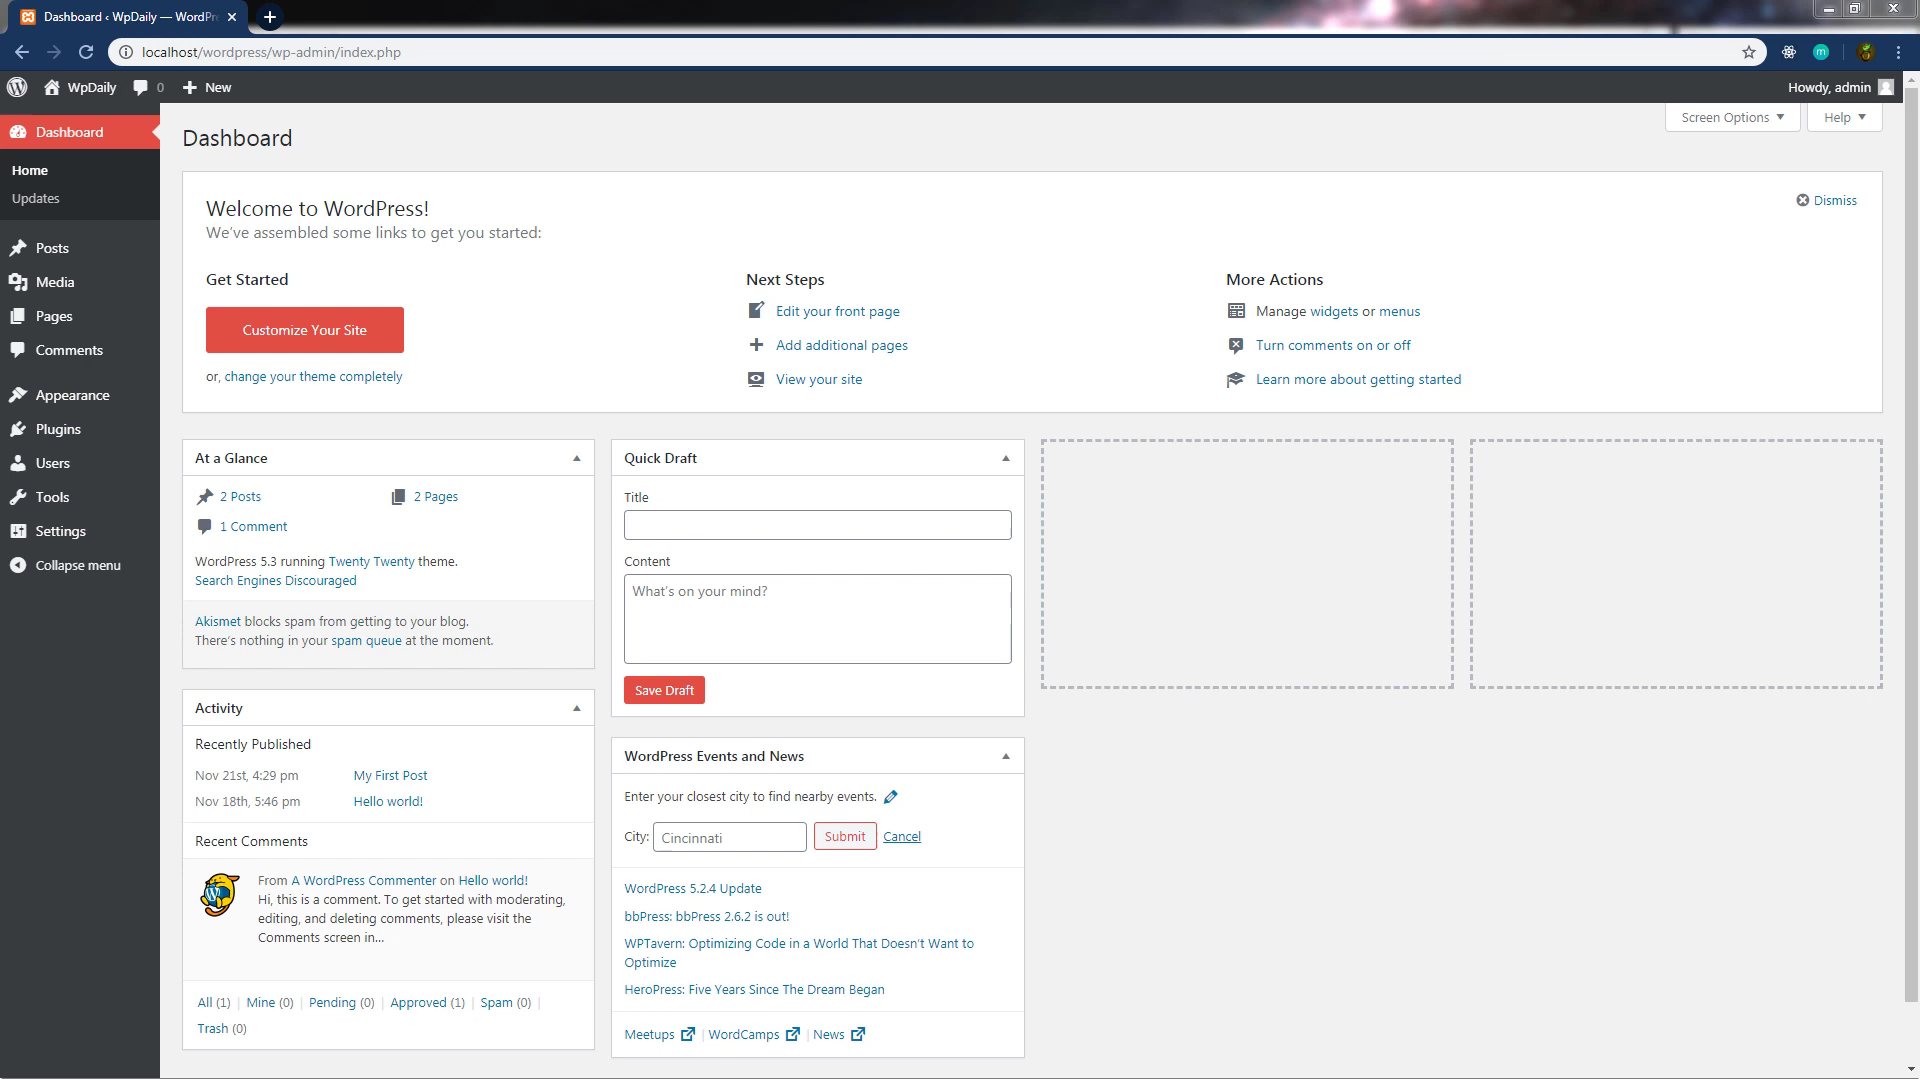 Dashboard ‹ WpDaily — WordPr
localhost/wordpress/wp-admin/index.php
m
WpDaily 0 New
Howdy, admin
Dashboard
Home
Updates
Posts
Media
Pages
Comments
Appearance
Plugins
Users
Tools
Settings
Collapse menu
Screen Options
Help
Dashboard
Welcome to WordPress!
We've assembled some links to get you started:
Dismiss
Get Started
Customize Your Site
or, change your theme completely
Next Steps
Edit your front page
Add additional pages
View your site
More Actions
Manage widgets or menus
Turn comments on or off
Learn more about getting started
At a Glance
2 Posts
2 Pages
1 Comment
WordPress 5.3 running Twenty Twenty theme.
Search Engines Discouraged
Akismet blocks spam from getting to your blog.
There's nothing in your spam queue at the moment.
Activity
Recently Published
Nov 21st, 4:29 pm My First Post
Nov 18th, 5:46 pm Hello world!
Recent Comments
From A WordPress Commenter on Hello world!
Hi, this is a comment. To get started with moderating,
editing, and deleting comments, please visit the
Comments screen in...
All (1) | Mine (0) | Pending (0) | Approved (1) | Spam (0) |
Trash (0)
Quick Draft
Title
Content
What's on your mind?
Save Draft
WordPress Events and News
Enter your closest city to find nearby events.
City: Cincinnati Submit Cancel
WordPress 5.2.4 Update
bbPress: bbPress 2.6.2 is out!
WPTavern: Optimizing Code in a World That Doesn't Want to
Optimize
HeroPress: Five Years Since The Dream Began
Meetups | WordCamps | News